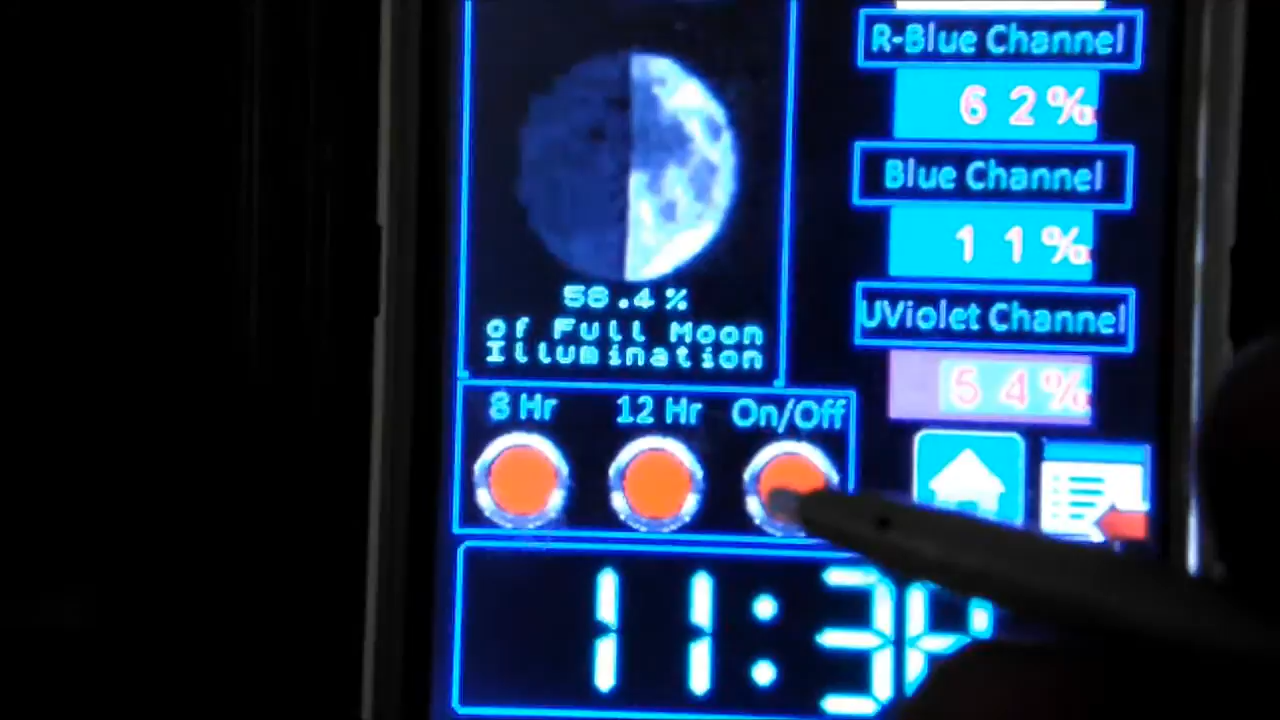 R-Blue Channel
6 2 %
Blue Channel
1 1 %
UViolet Channel
5 4 %
58.4%
of Full Moon
Illumination
8 Hr
12 Hr
On/Off
11:3